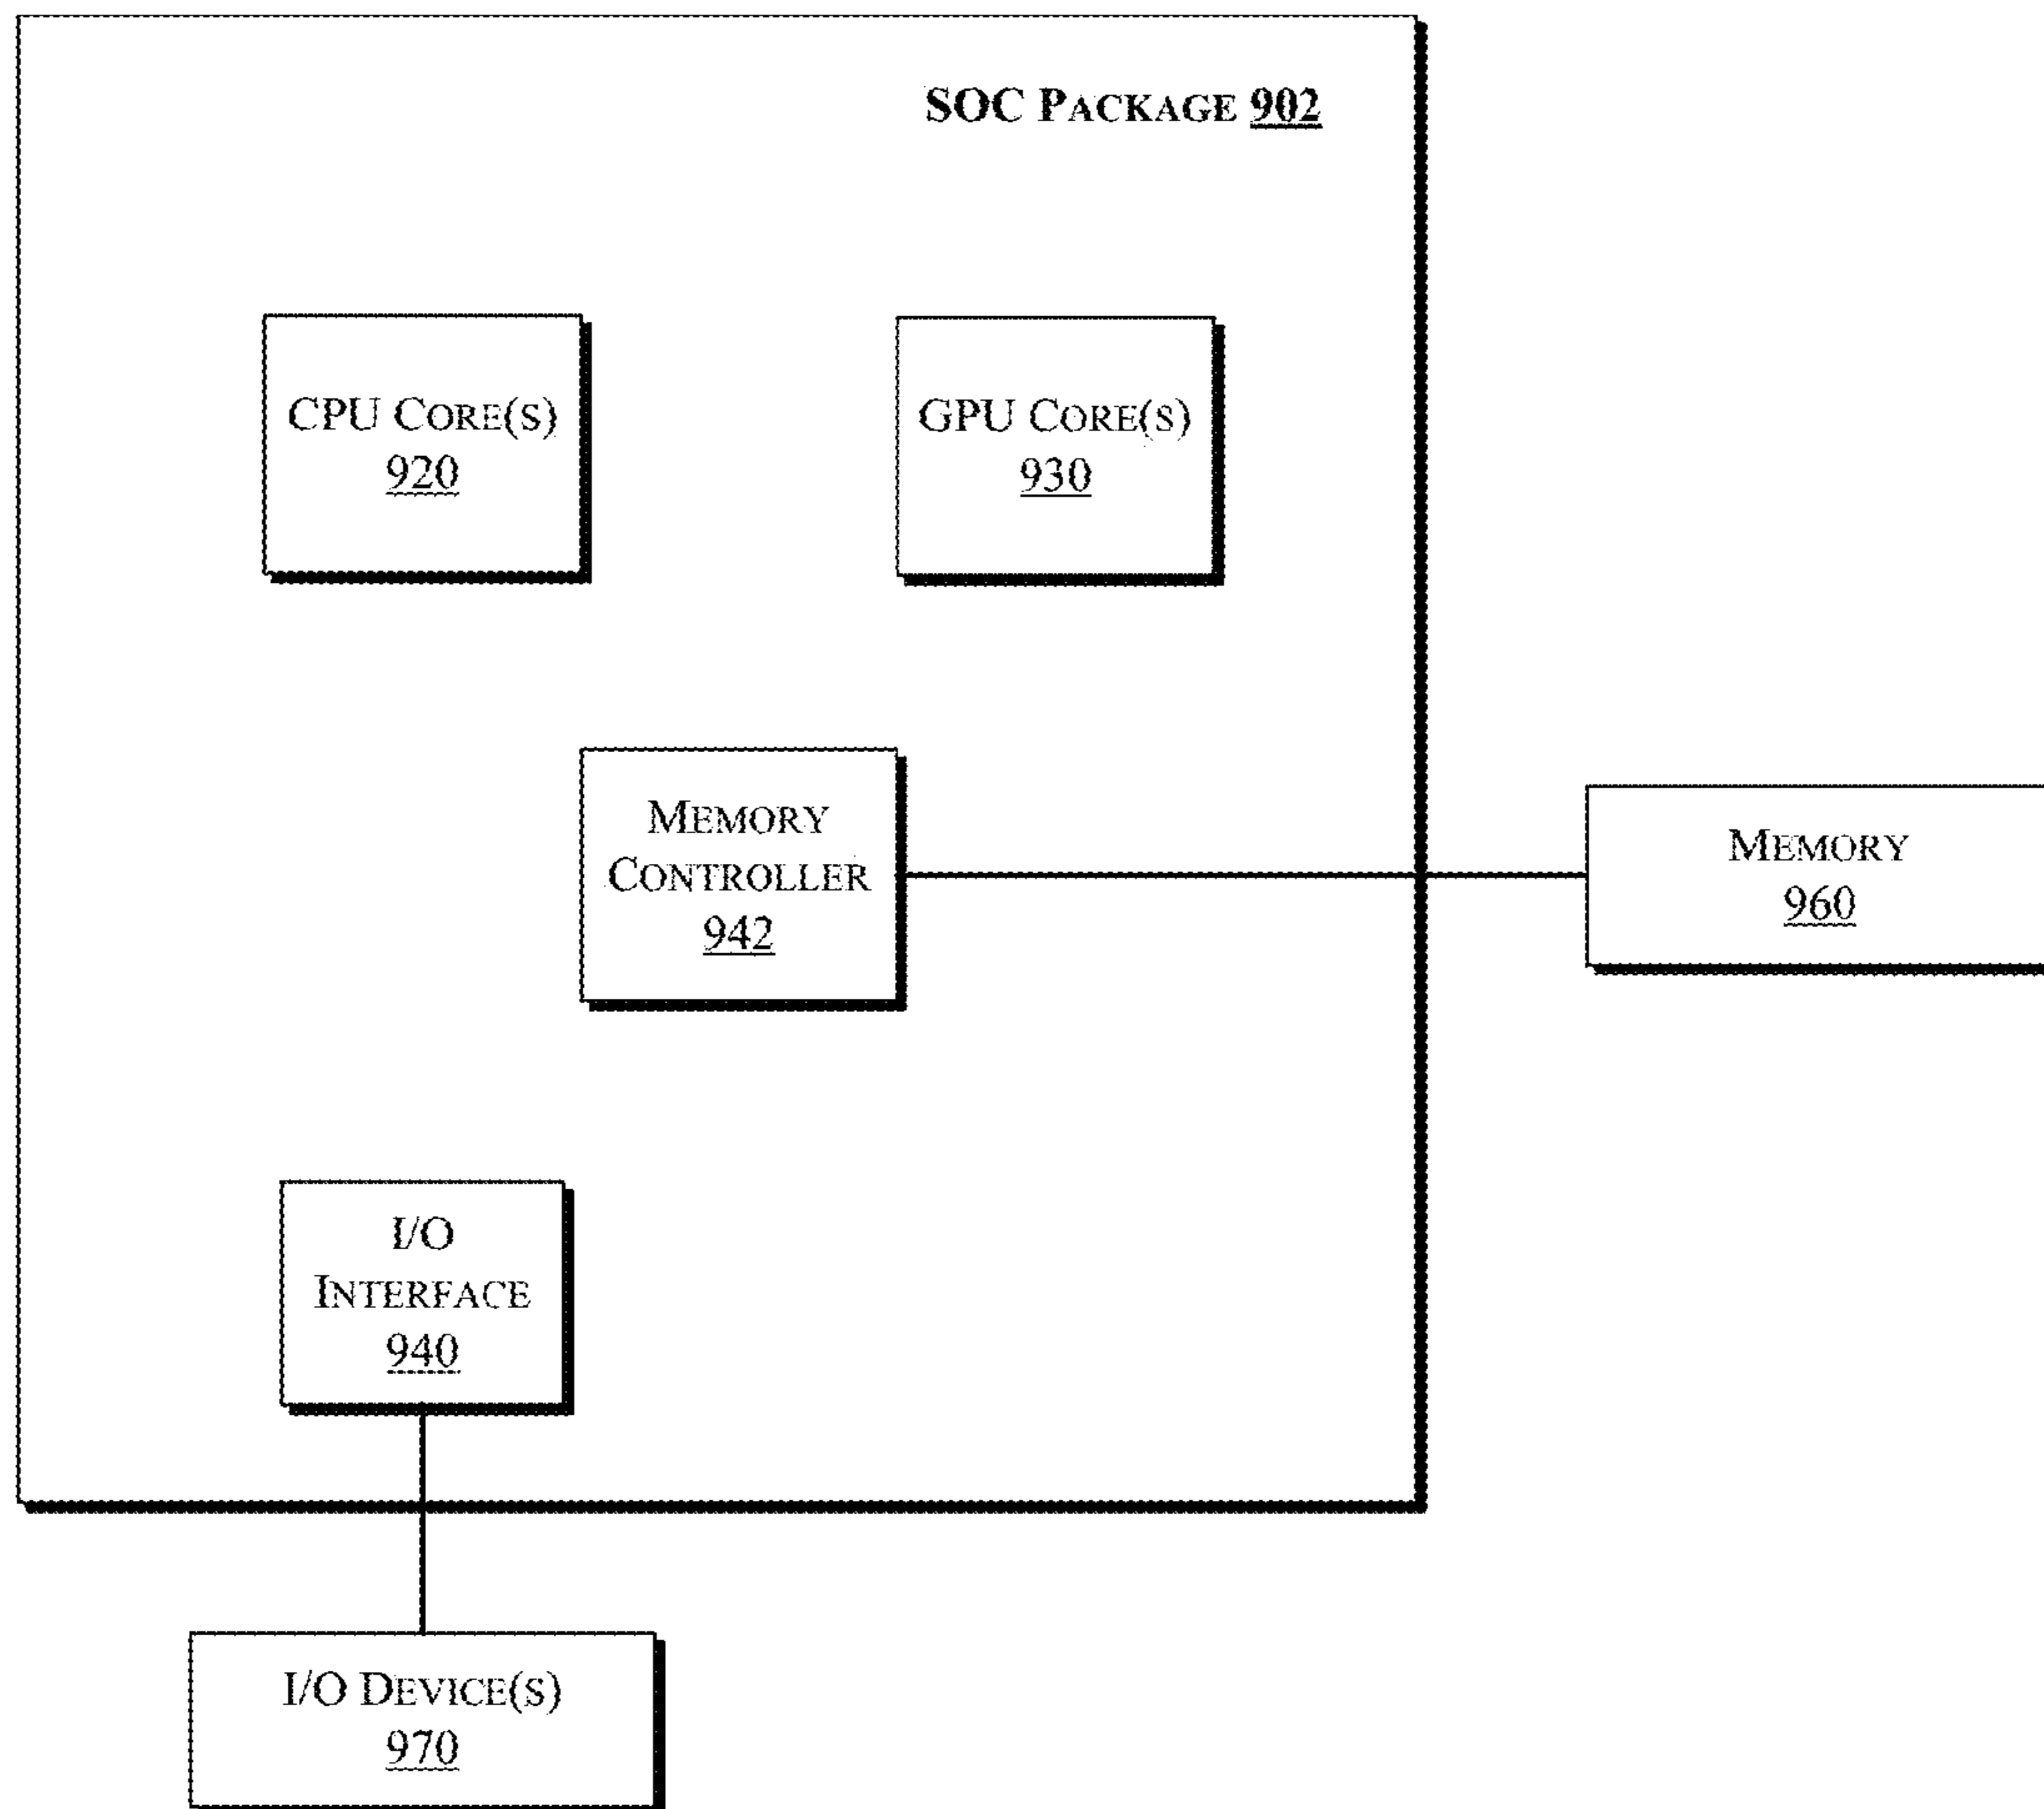 SOC PACKAGE 902
CPU CORE(S)
920
GPU CORE(S)
930
MEMORY
CONTROLLER
942
MEMORY
960
I/O
INTERFACE
940
I/O DEVICE(S)
970